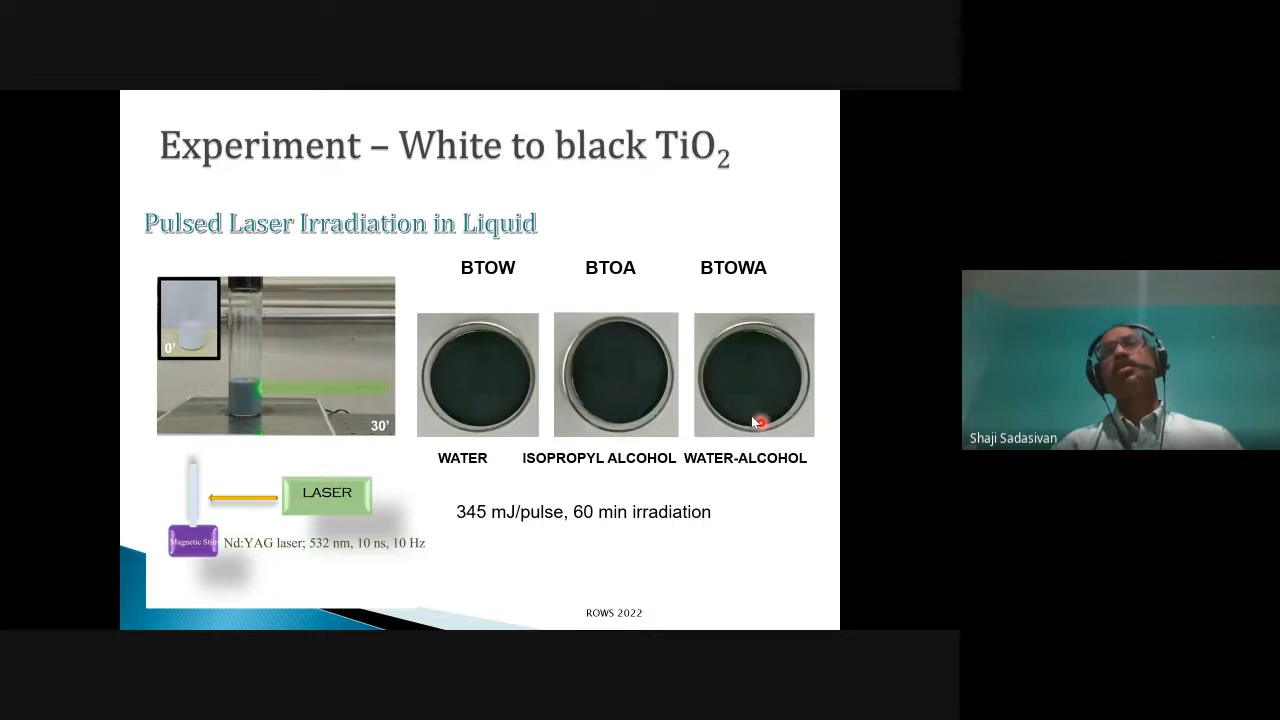 Experiment – White to black TiO₂
Pulsed Laser Irradiation in Liquid
BTOW BTOA BTOWA
0'
30'
WATER ISOPROPYL ALCOHOL WATER-ALCOHOL
LASER
345 mJ/pulse, 60 min irradiation
Magnetic Nd:YAG laser; 532 nm, 10 ns, 10 Hz
ROWS 2022
Shaji Sadasivan